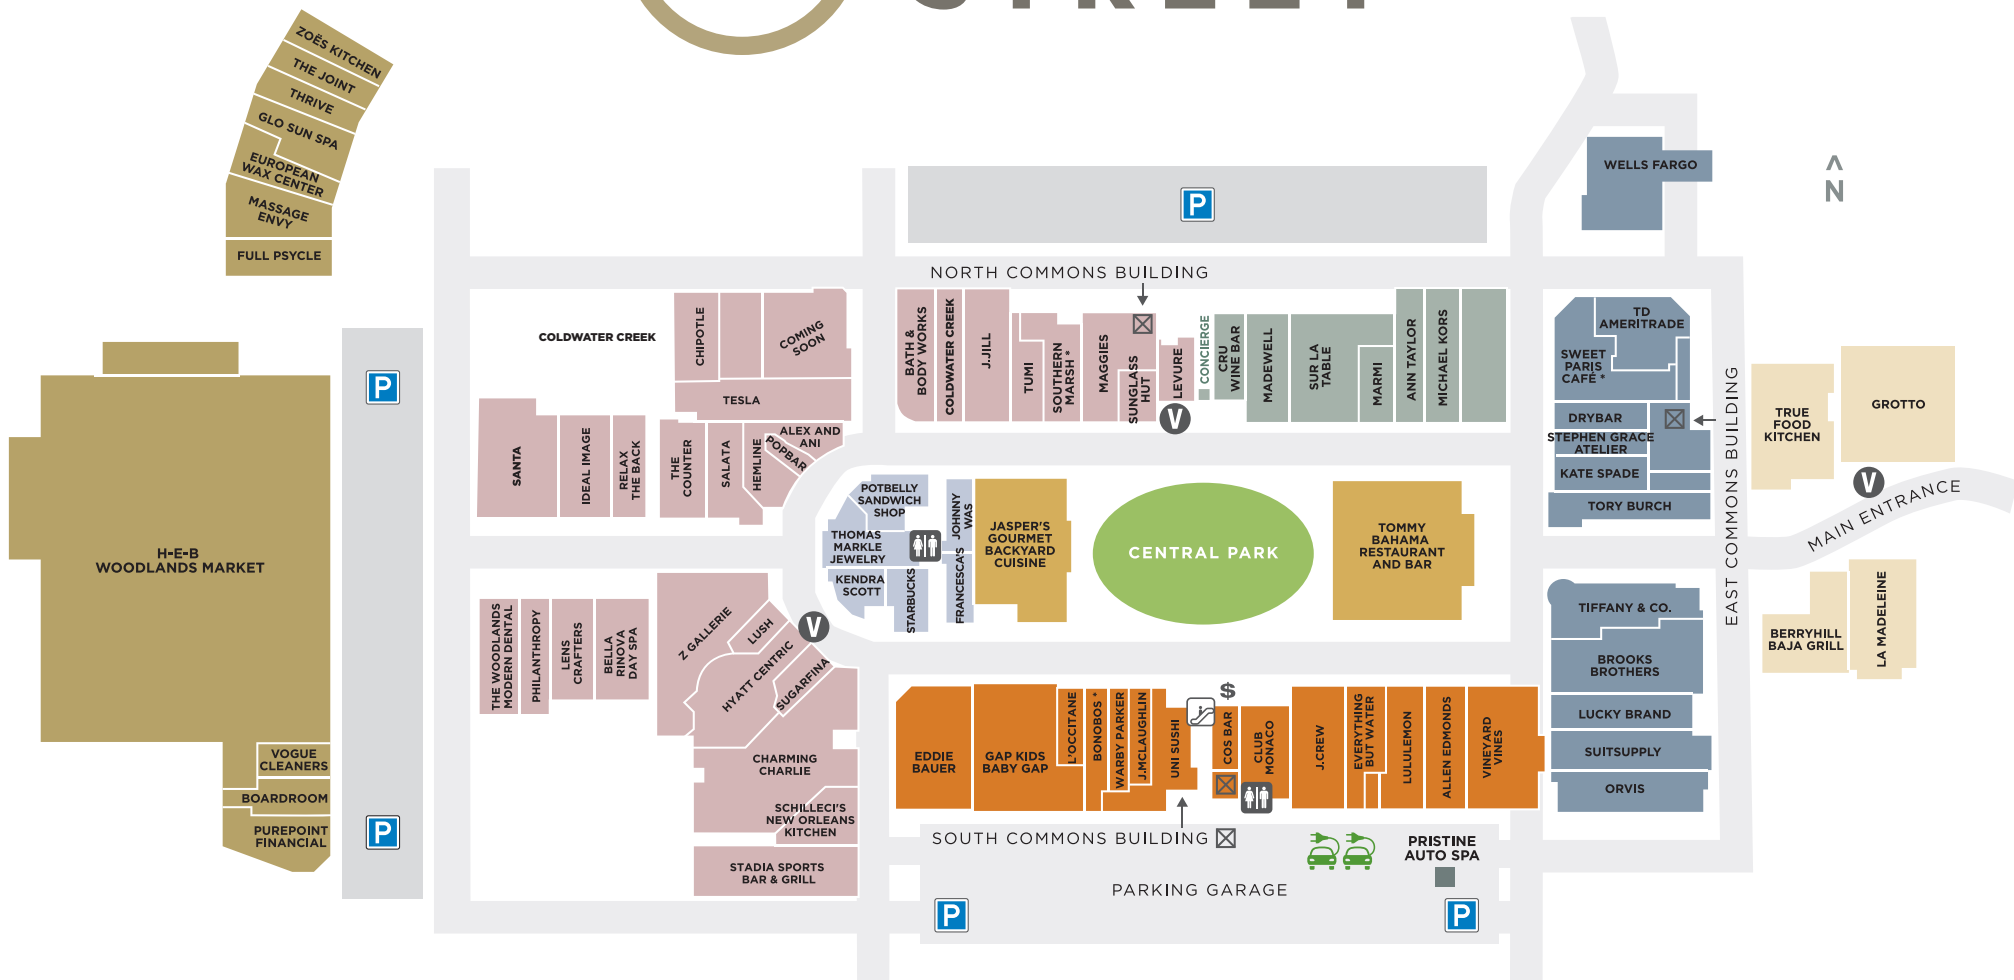 STREET
ZOËS KITCHEN
THE JOINT
THRIVE
GLO SUN SPA
EUROPEAN
WAX CENTER
MASSAGE
ENVY
FULL PSYCLE
P
WELLS FARGO
^
N
NORTH COMMONS BUILDING
COLDWATER CREEK
CHIPOTLE
COMING
SOON
TESLA
BATH &
BODY WORKS
COLDWATER CREEK
J.JILL
TUMI
SOUTHERN
MARSH *
MAGGIES
SUNGLASS
HUT
LEVURE
V
CONCIERGE
CRU
WINE BAR
MADEWELL
SUR LA
TABLE
MARMI
ANN TAYLOR
MICHAEL KORS
TD
AMERITRADE
SWEET
PARIS
CAFÉ *
DRYBAR
STEPHEN GRACE
ATELIER
KATE SPADE
TORY BURCH
EAST COMMONS BUILDING
TRUE
FOOD
KITCHEN
GROTTO
V
MAIN ENTRANCE
P
SANTA
IDEAL IMAGE
RELAX
THE BACK
THE
COUNTER
SALATA
HEMLINE
POPBAR
ALEX AND
ANI
POTBELLY
SANDWICH
SHOP
THOMAS
MARKLE
JEWELRY
KENDRA
SCOTT
STARBUCKS
JOHNNY
WAS
FRANCESCA'S
JASPER'S
GOURMET
BACKYARD
CUISINE
CENTRAL PARK
TOMMY
BAHAMA
RESTAURANT
AND BAR
H-E-B
WOODLANDS MARKET
THE WOODLANDS
MODERN DENTAL
PHILANTHROPY
LENS
CRAFTERS
BELLA
RINOVA
DAY SPA
Z GALLERIE
LUSH
HYATT CENTRIC
SUGARFINA
V
TIFFANY & CO.
BROOKS
BROTHERS
LUCKY BRAND
SUITSUPPLY
ORVIS
BERRYHILL
BAJA GRILL
LA MADELEINE
CHARMING
CHARLIE
SCHILLECI'S
NEW ORLEANS
KITCHEN
STADIA SPORTS
BAR & GRILL
EDDIE
BAUER
GAP KIDS
BABY GAP
L'OCCITANE
BONOBOS *
WARBY PARKER
J.MCLAUGHLIN
UNI SUSHI
$
COS BAR
CLUB
MONACO
J.CREW
EVERYTHING
BUT WATER
LULULEMON
ALLEN EDMONDS
VINEYARD
VINES
VOGUE
CLEANERS
BOARDROOM
PUREPOINT
FINANCIAL
P
SOUTH COMMONS BUILDING
PRISTINE
AUTO SPA
PARKING GARAGE
P
P